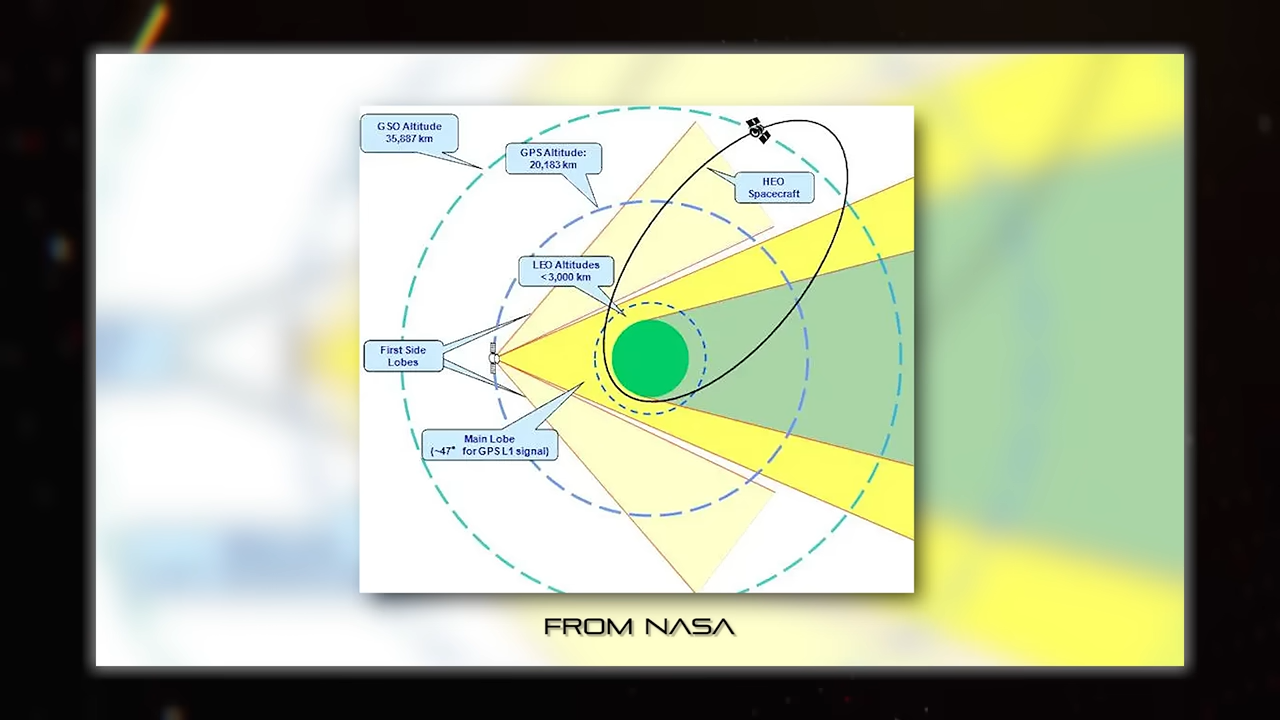 GSO Altitude
35,887 km
GPS Altitude:
20,183 km
HEO
Spacecraft
LEO Altitudes
<3,000 km
First Side
Lobes
Main Lobe
(~47° for GPS L1 signal)
FROM NASA